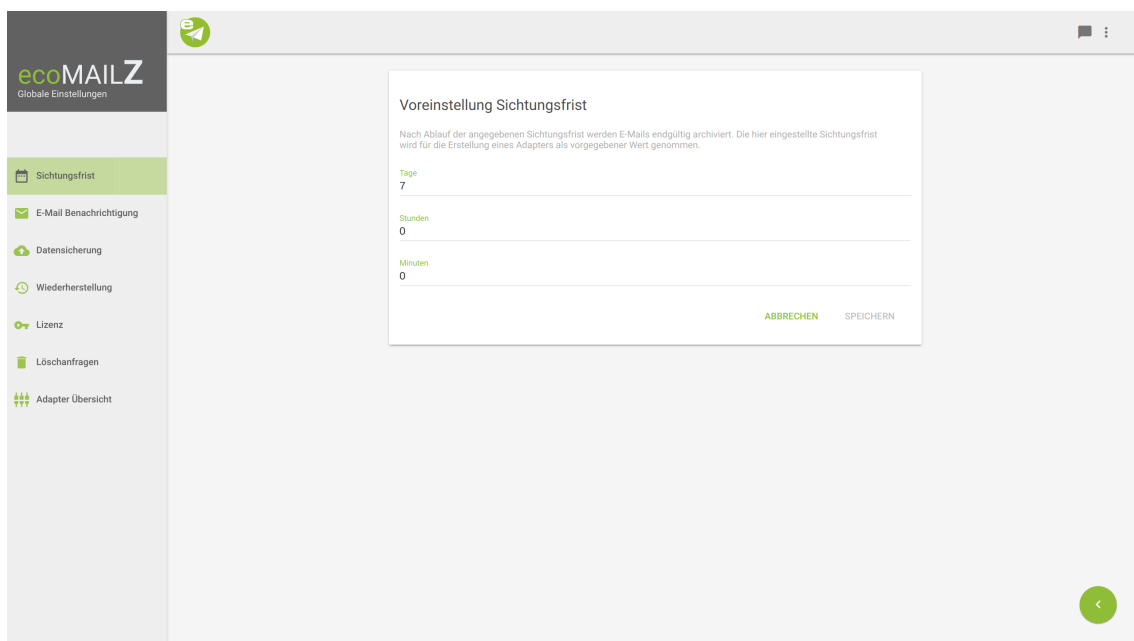 ecoMAILZ
Globale Einstellungen
Sichtungsfrist
E-Mail Benachrichtigung
Datensicherung
Wiederherstellung
Lizenz
Löschanfragen
Adapter Übersicht
e
Voreinstellung Sichtungsfrist
Nach Ablauf der angegebenen Sichtungsfrist werden E-Mails endgültig archiviert. Die hier eingestellte Sichtungsfrist
wird für die Erstellung eines Adapters als vorgegebener Wert genommen.
Tage
7
Stunden
0
Minuten
0
ABBRECHEN SPEICHERN